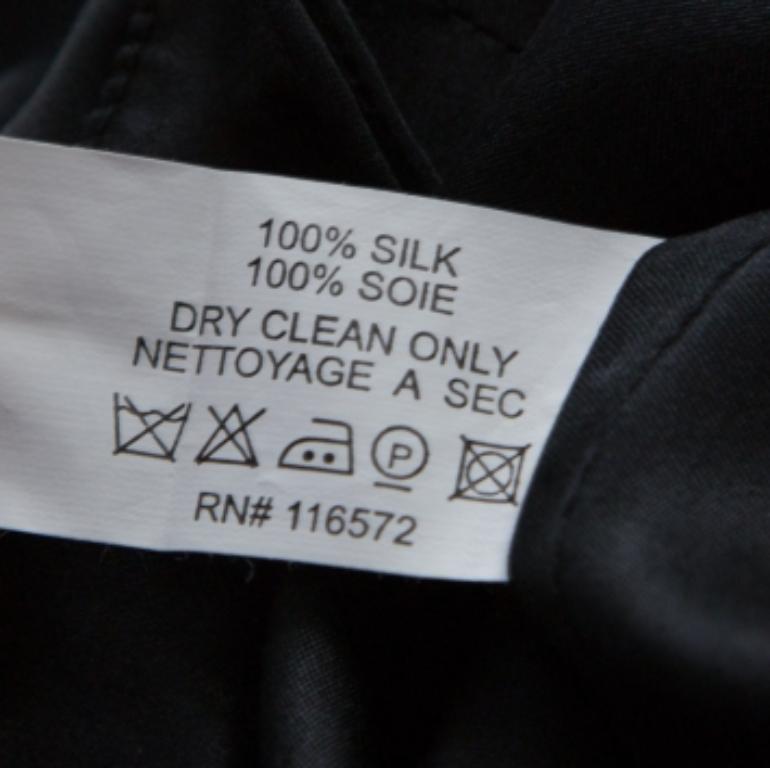 100% SILK
100% SOIE
DRY CLEAN ONLY
NETTOYAGE A SEC
P
RN# 116572